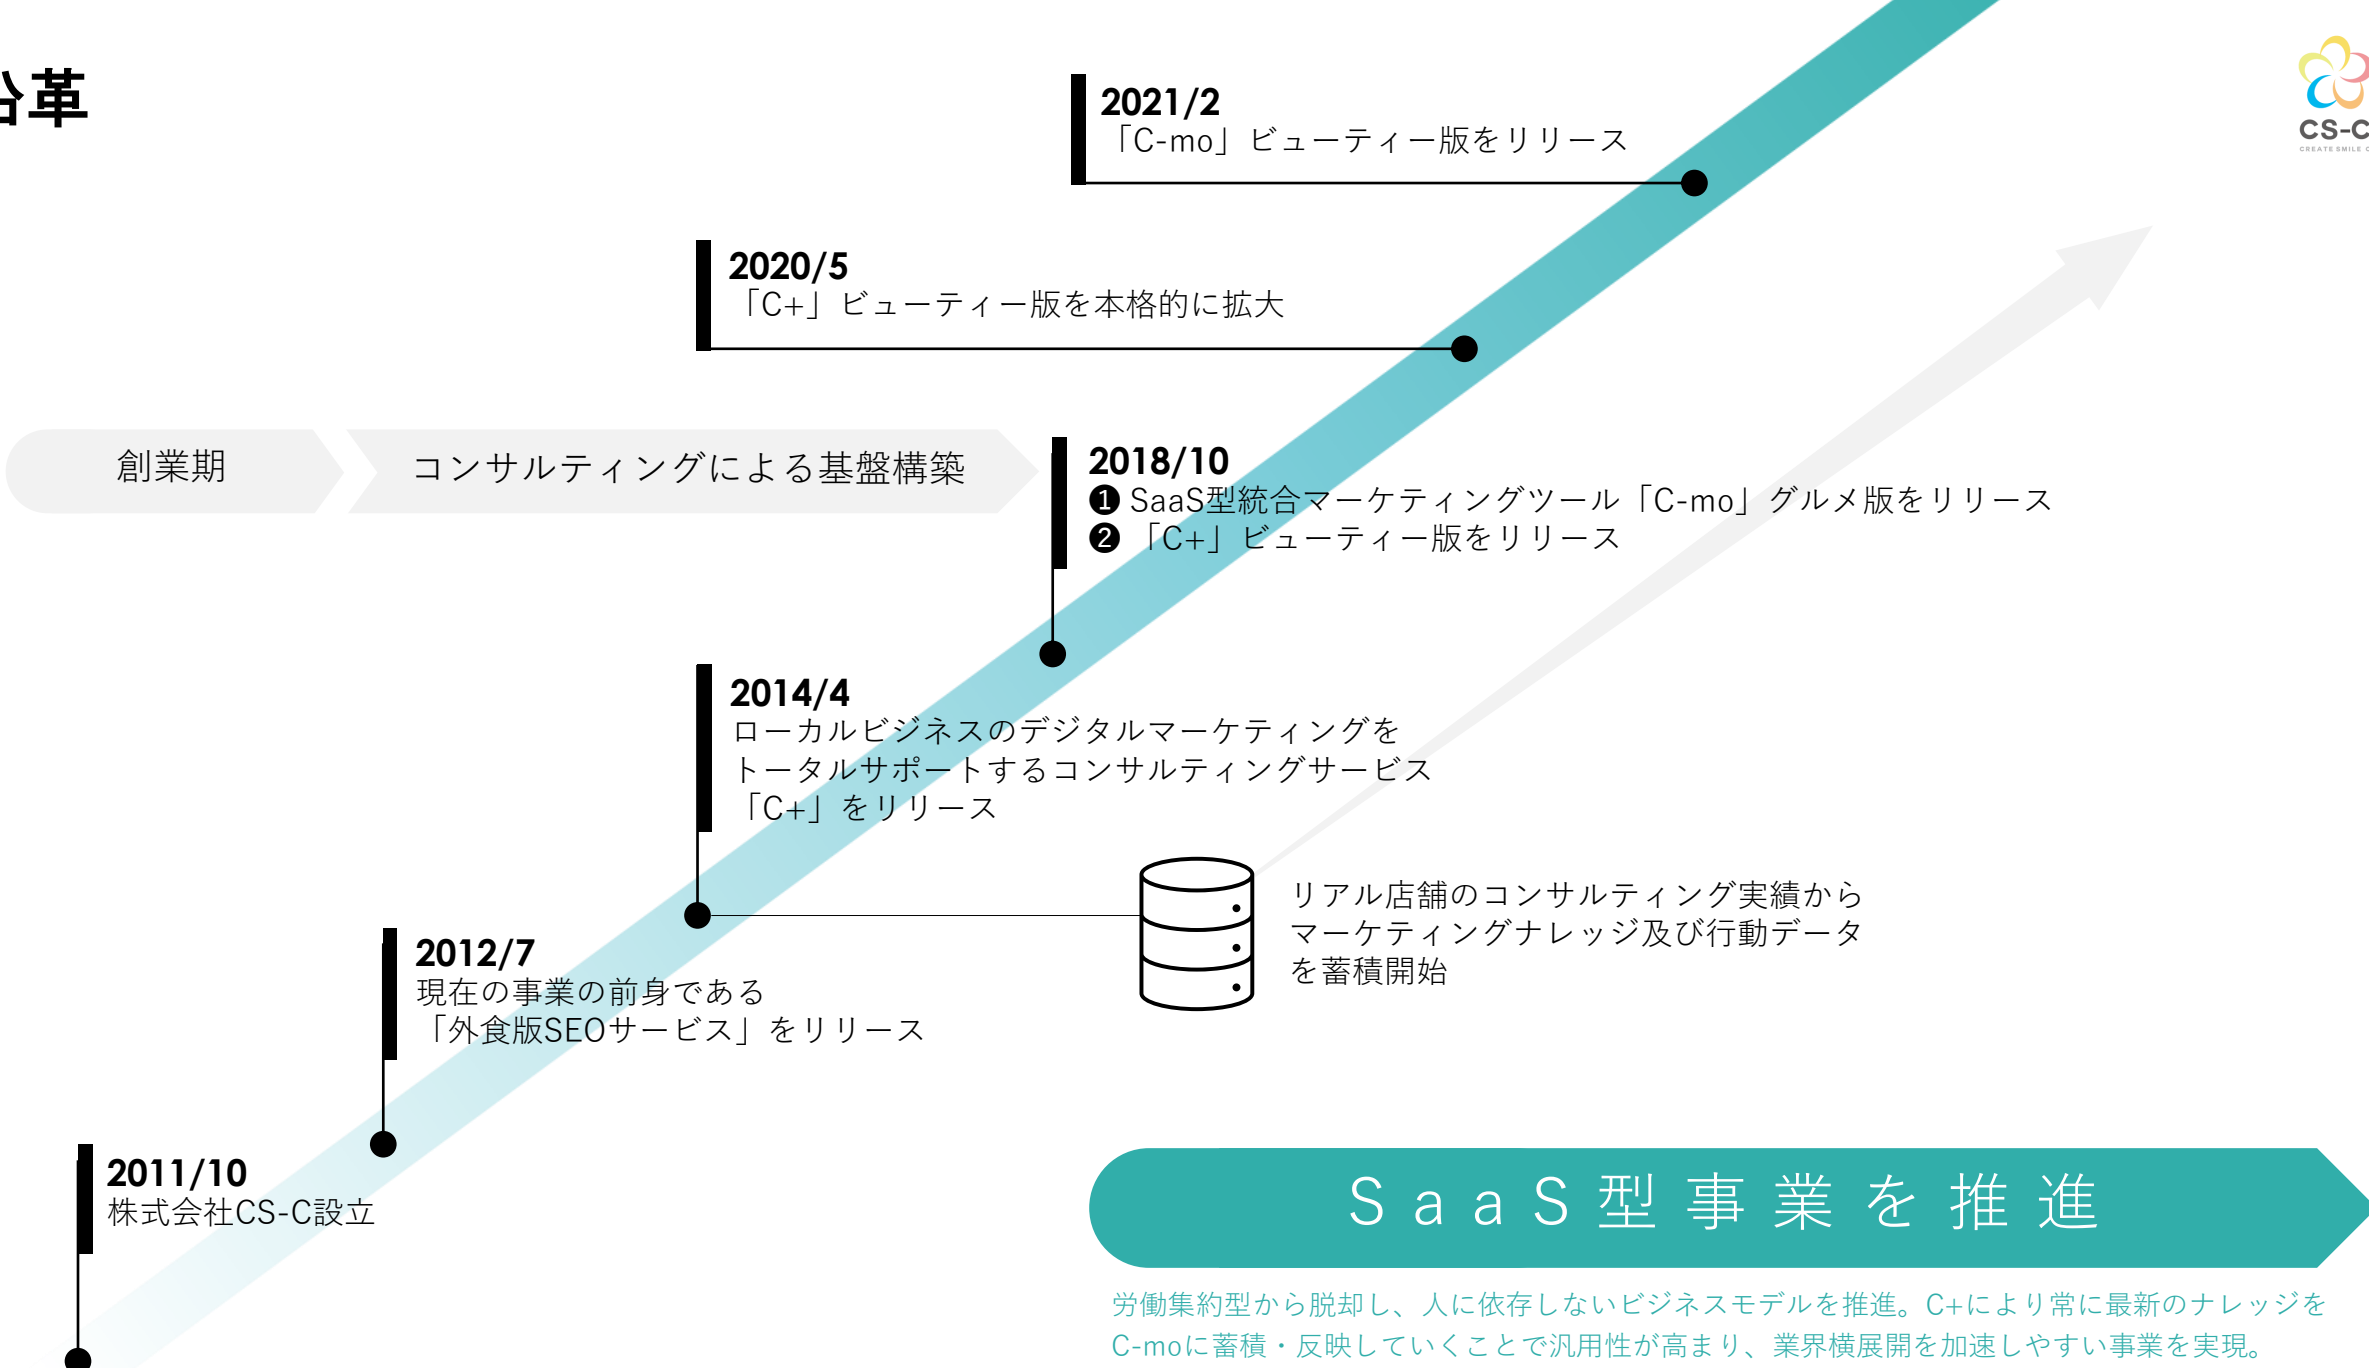 沿革
2021/2
「C-mo」ビューティー版をリリース
2020/5
「C+」ビューティー版を本格的に拡大
創業期
コンサルティングによる基盤構築
2018/10
❶ SaaS型統合マーケティングツール「C-mo」グルメ版をリリース
❷ 「C+」ビューティー版をリリース
2014/4
ローカルビジネスのデジタルマーケティングを
トータルサポートするコンサルティングサービス
「C+」をリリース
リアル店舗のコンサルティング実績から
マーケティングナレッジ及び行動データ
を蓄積開始
2012/7
現在の事業の前身である
「外食版SEOサービス」をリリース
2011/10
株式会社CS-C設立
SaaS型事業を推進
労働集約型から脱却し、人に依存しないビジネスモデルを推進。C+により常に最新のナレッジを
C-moに蓄積・反映していくことで汎用性が高まり、業界横展開を加速しやすい事業を実現。
CS-C
CREATE SMILE